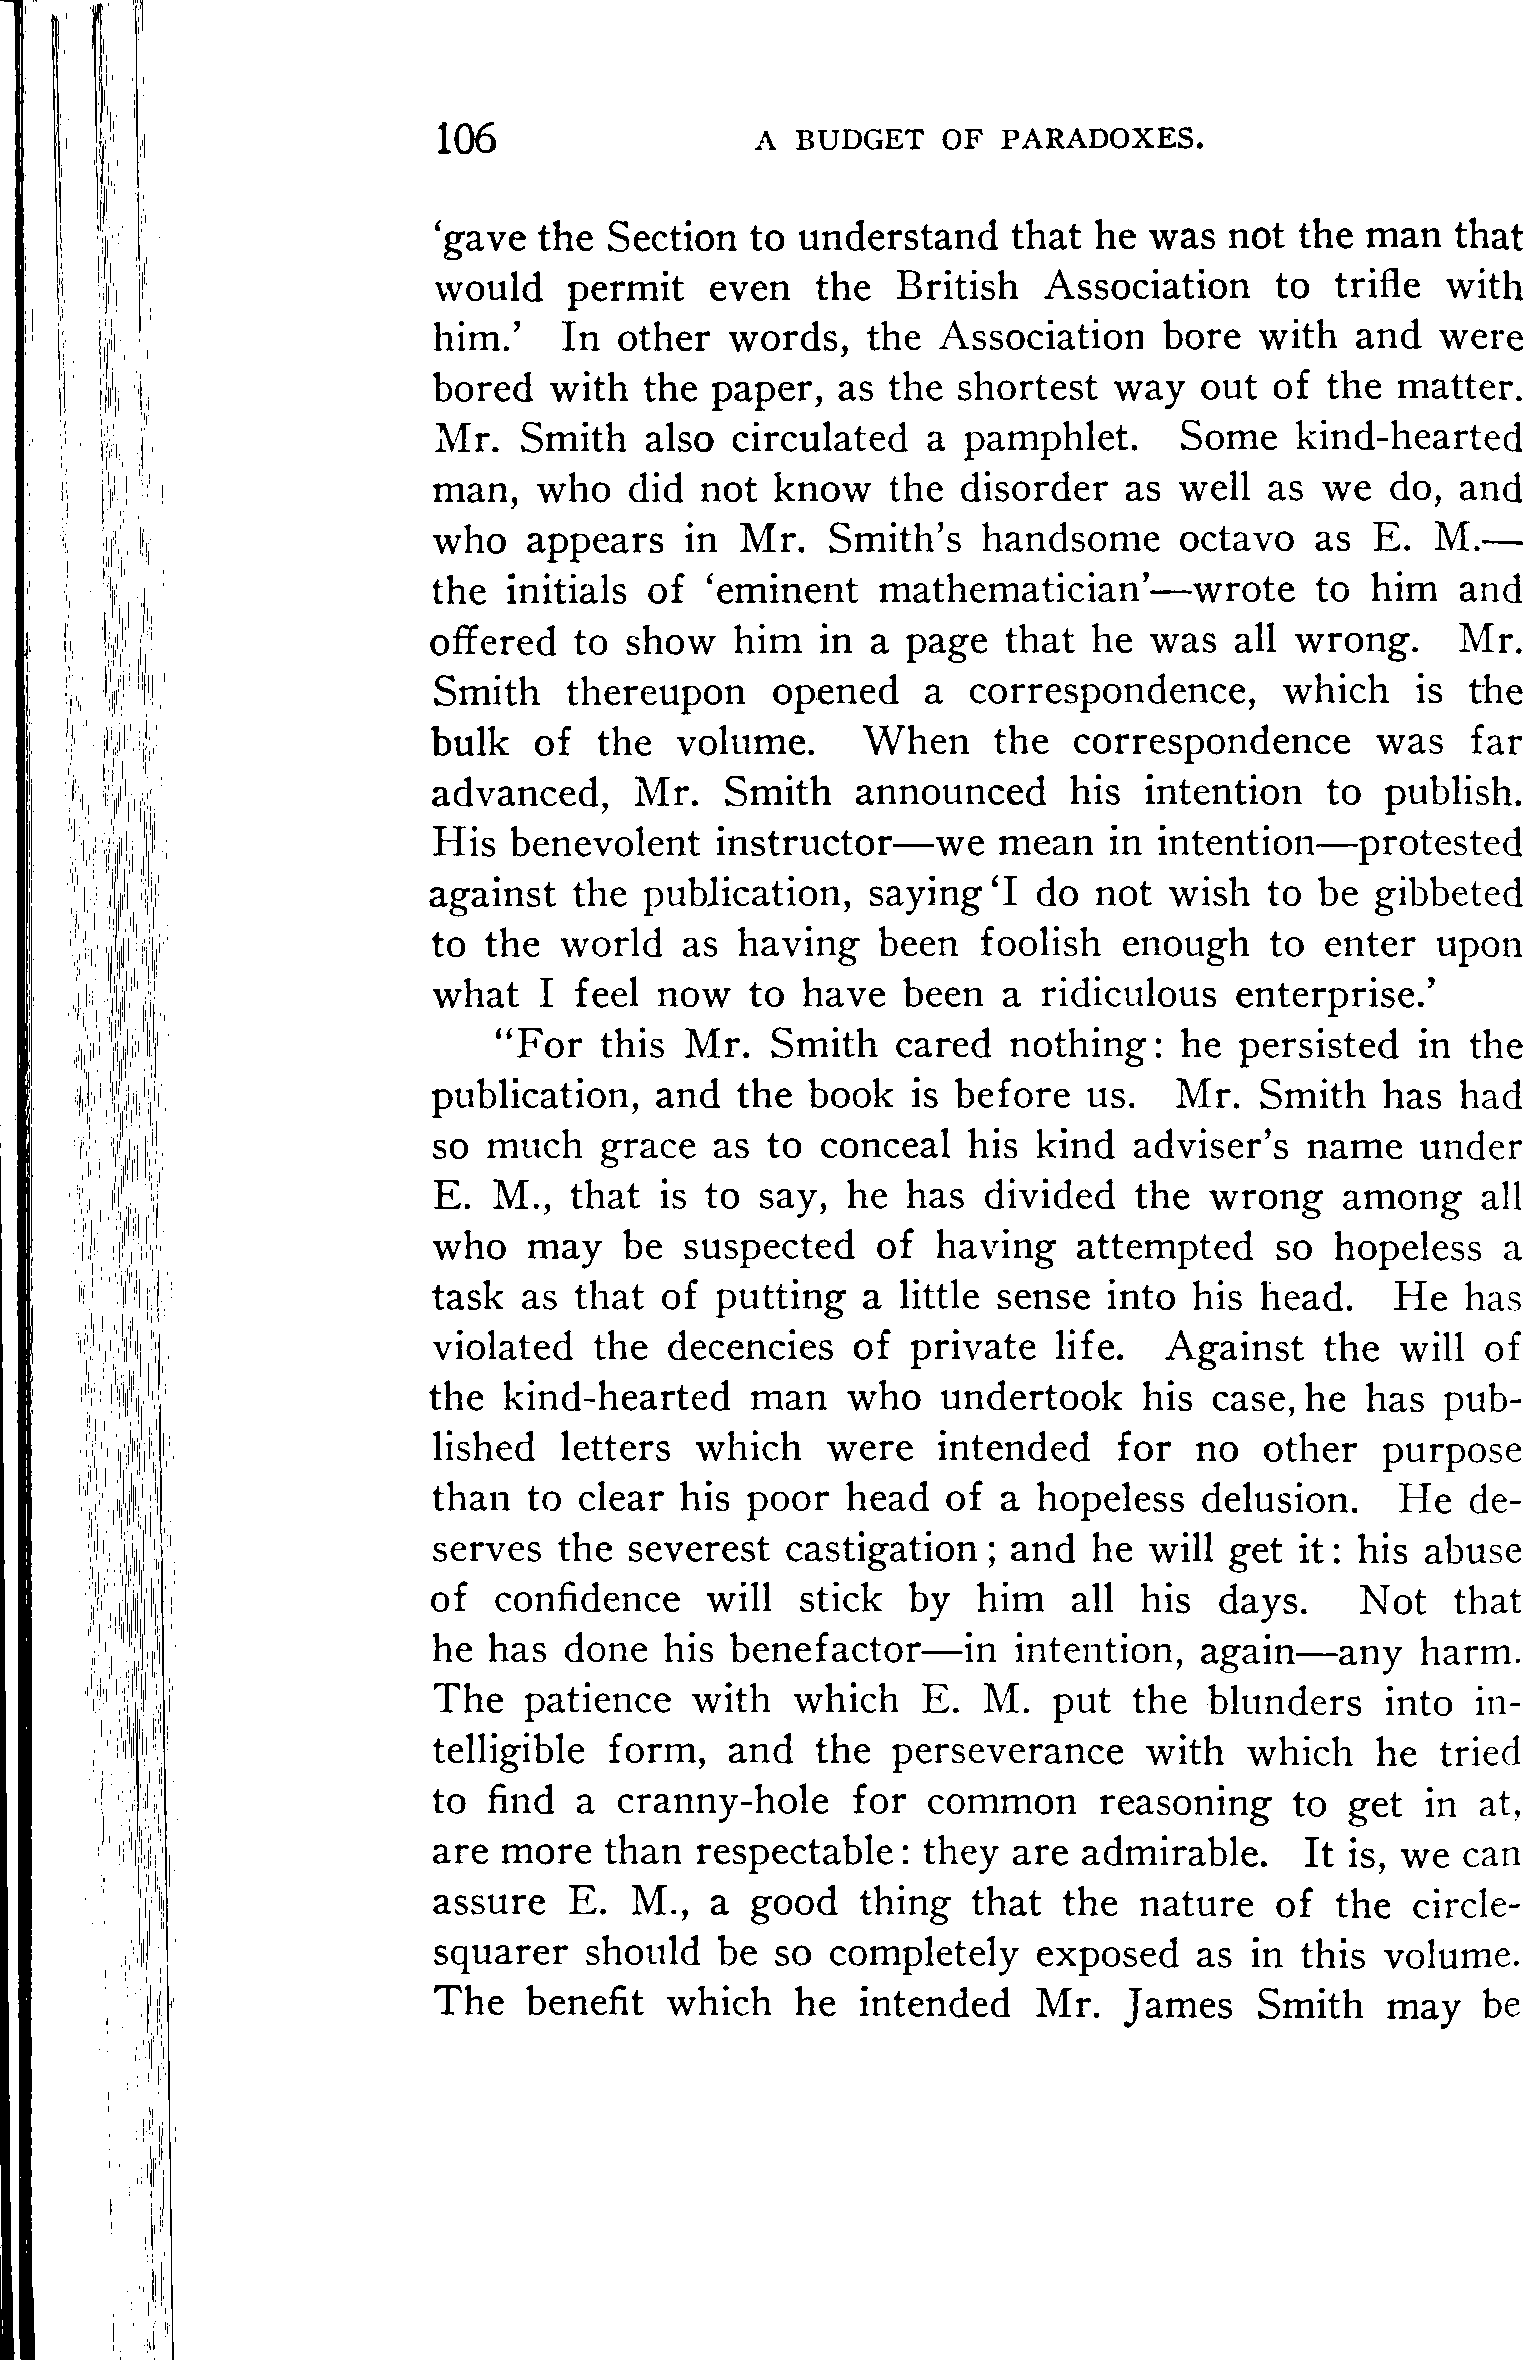 106 A BUDGET OF PARADOXES.
‘gave the Section to understand that he was not the man that
would permit even the British Association to trifle with
him.’ In other words, the Association bore with and were
bored with the paper, as the shortest way out of the matter.
Mr. Smith also circulated a pamphlet. Some kind-hearted
man, who did not know the disorder as well as we do, and
who appears in Mr. Smith’s handsome octavo as E. M.—
the initials of ‘eminent mathematician’—wrote to him and
offered to show him in a page that he was all wrong. Mr.
Smith thereupon opened a correspondence, which is the
bulk of the volume. When the correspondence was far
advanced, Mr. Smith announced his intention to publish.
His benevolent instructor—we mean in intention—protested
against the publication, saying ‘I do not wish to be gibbeted
to the world as having been foolish enough to enter upon
what I feel now to have been a ridiculous enterprise.’
“For this Mr. Smith cared nothing: he persisted in the
publication, and the book is before us. Mr. Smith has had
so much grace as to conceal his kind adviser’s name under
E. M., that is to say, he has divided the wrong among all
who may be suspected of having attempted so hopeless a
task as that of putting a little sense into his head. He has
violated the decencies of private life. Against the will of
the kind-hearted man who undertook his case, he has pub-
lished letters which were intended for no other purpose
than to clear his poor head of a hopeless delusion. He de-
serves the severest castigation; and he will get it: his abuse
of confidence will stick by him all his days. Not that
he has done his benefactor—in intention, again—any harm.
The patience with which E. M. put the blunders into in-
telligible form, and the perseverance with which he tried
to find a cranny-hole for common reasoning to get in at,
are more than respectable: they are admirable. It is, we can
assure E. M., a good thing that the nature of the circle-
squarer should be so completely exposed as in this volume.
The benefit which he intended Mr. James Smith may be